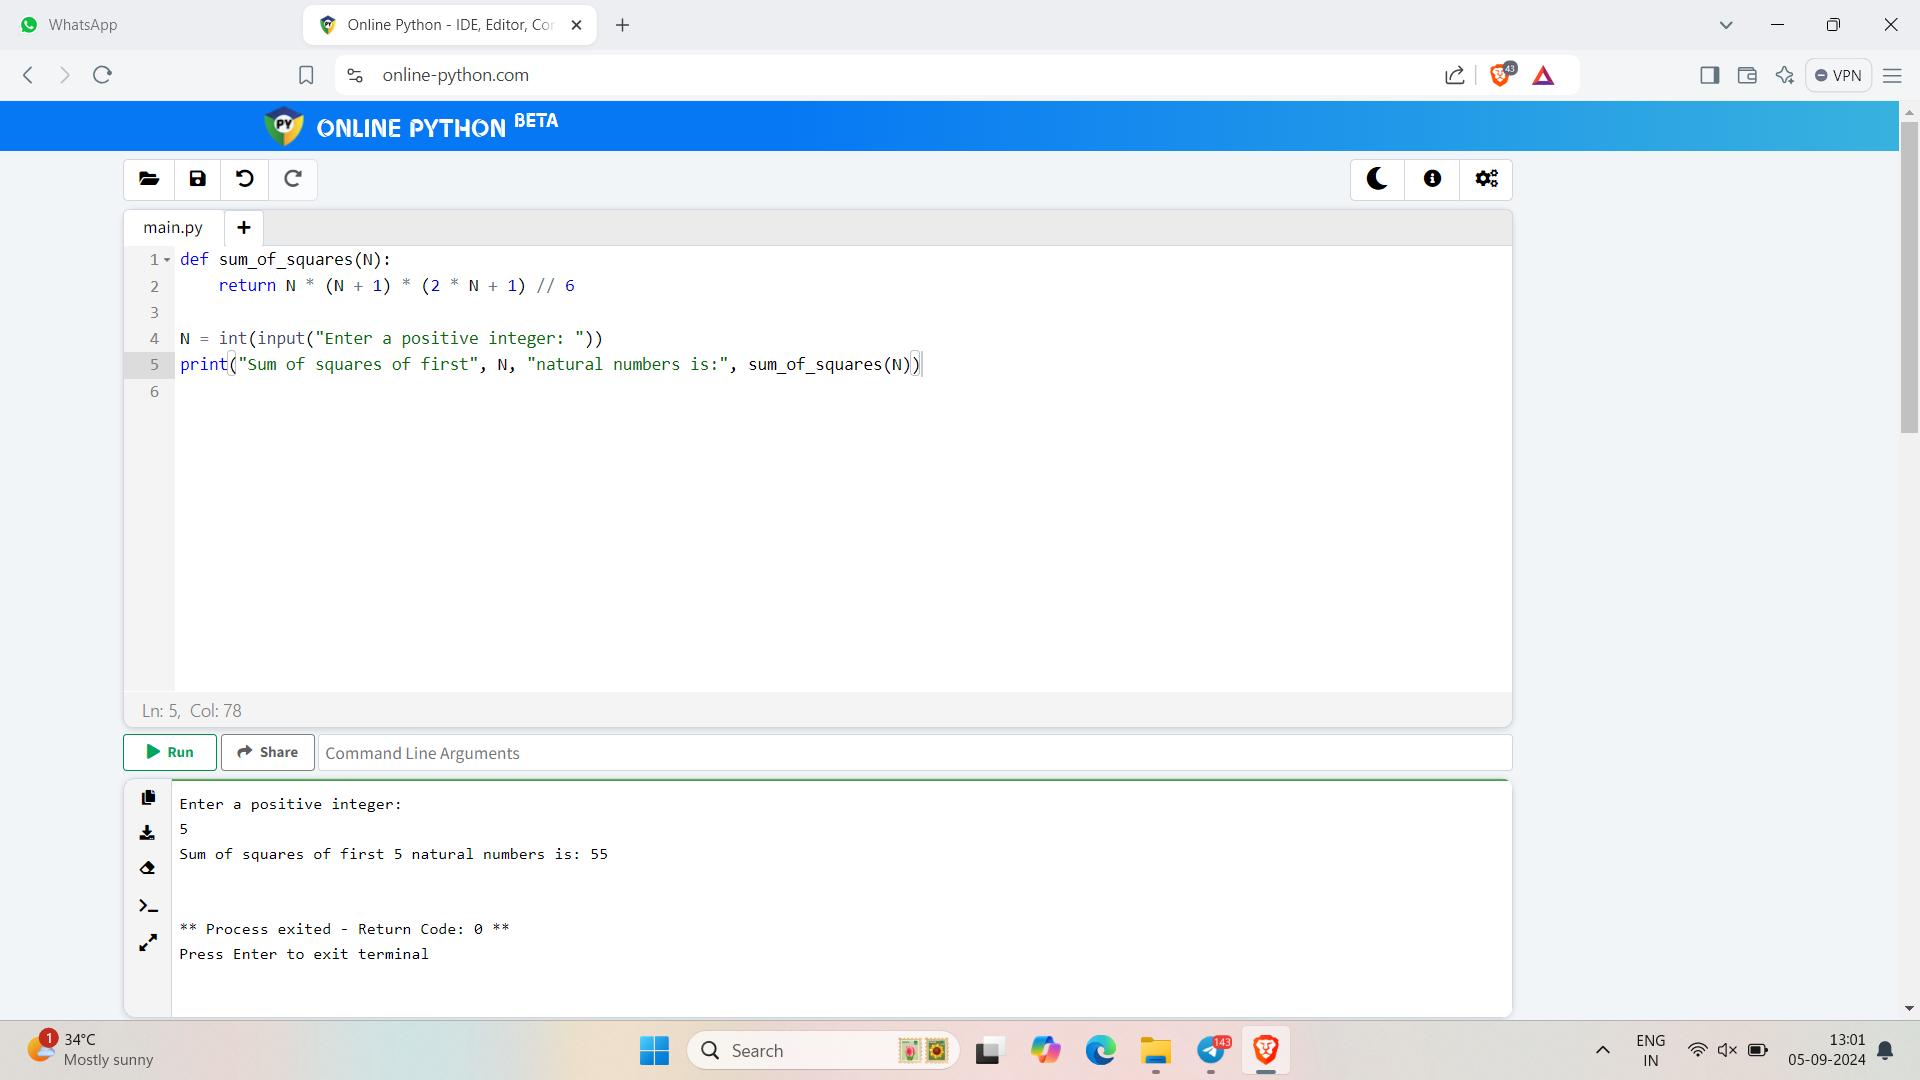 WhatsApp
Online Python - IDE, Editor, Cor
online-python.com
43
VPN
PY
ONLINE PYTHON BETA
main.py
1 def sum_of_squares(N):
2 return N * (N + 1) * (2 * N + 1) // 6
3
4 N = int(input("Enter a positive integer: "))
5 print("Sum of squares of first", N, "natural numbers is:", sum_of_squares(N))
6
Ln: 5, Col: 78
Run
Share
Command Line Arguments
Enter a positive integer:
5
Sum of squares of first 5 natural numbers is: 55
** Process exited - Return Code: 0 **
Press Enter to exit terminal
1
34°C
Mostly sunny
Search
143
ENG
IN
13:01
05-09-2024